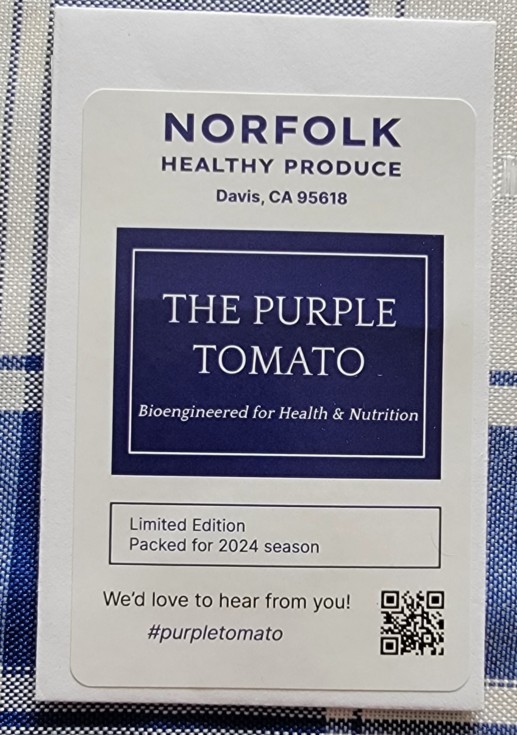 NORFOLK
HEALTHY PRODUCE
Davis, CA 95618
THE PURPLE
TOMATO
Bioengineered for Health & Nutrition
Limited Edition
Packed for 2024 season
We'd love to hear from you!
#purpletomato